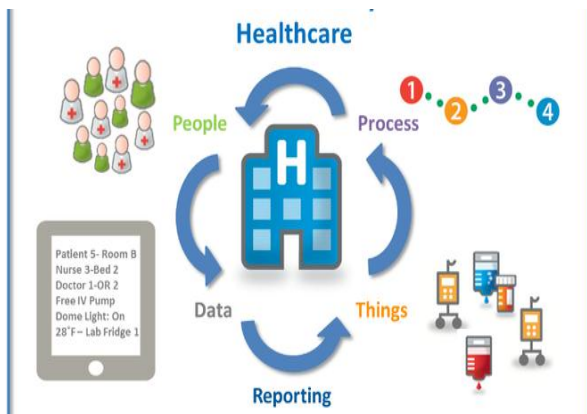 Healthcare
People
Process
1
2
3
4
H
Patient 5- Room B
Nurse 3-Bed 2
Doctor 1-OR 2
Free IV Pump
Dome Light: On
28°F – Lab Fridge 1
Data
Things
Reporting